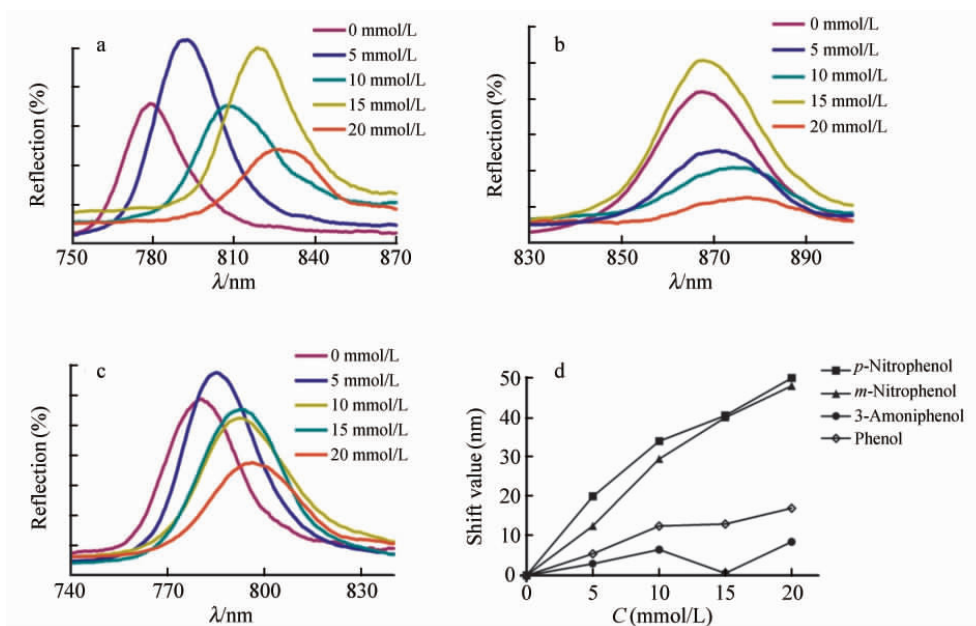 a
0 mmol/L
5 mmol/L
10 mmol/L
15 mmol/L
20 mmol/L
Reflection (%)
750 780 810 840 870
λ/nm
b
0 mmol/L
5 mmol/L
10 mmol/L
15 mmol/L
20 mmol/L
Reflection (%)
830 850 870 890
λ/nm
c
0 mmol/L
5 mmol/L
10 mmol/L
15 mmol/L
20 mmol/L
Reflection (%)
740 770 800 830
λ/nm
d
p-Nitrophenol
m-Nitrophenol
3-Amoniphenol
Phenol
Shift value (nm)
50
40
30
20
10
0
0 5 10 15 20
C (mmol/L)